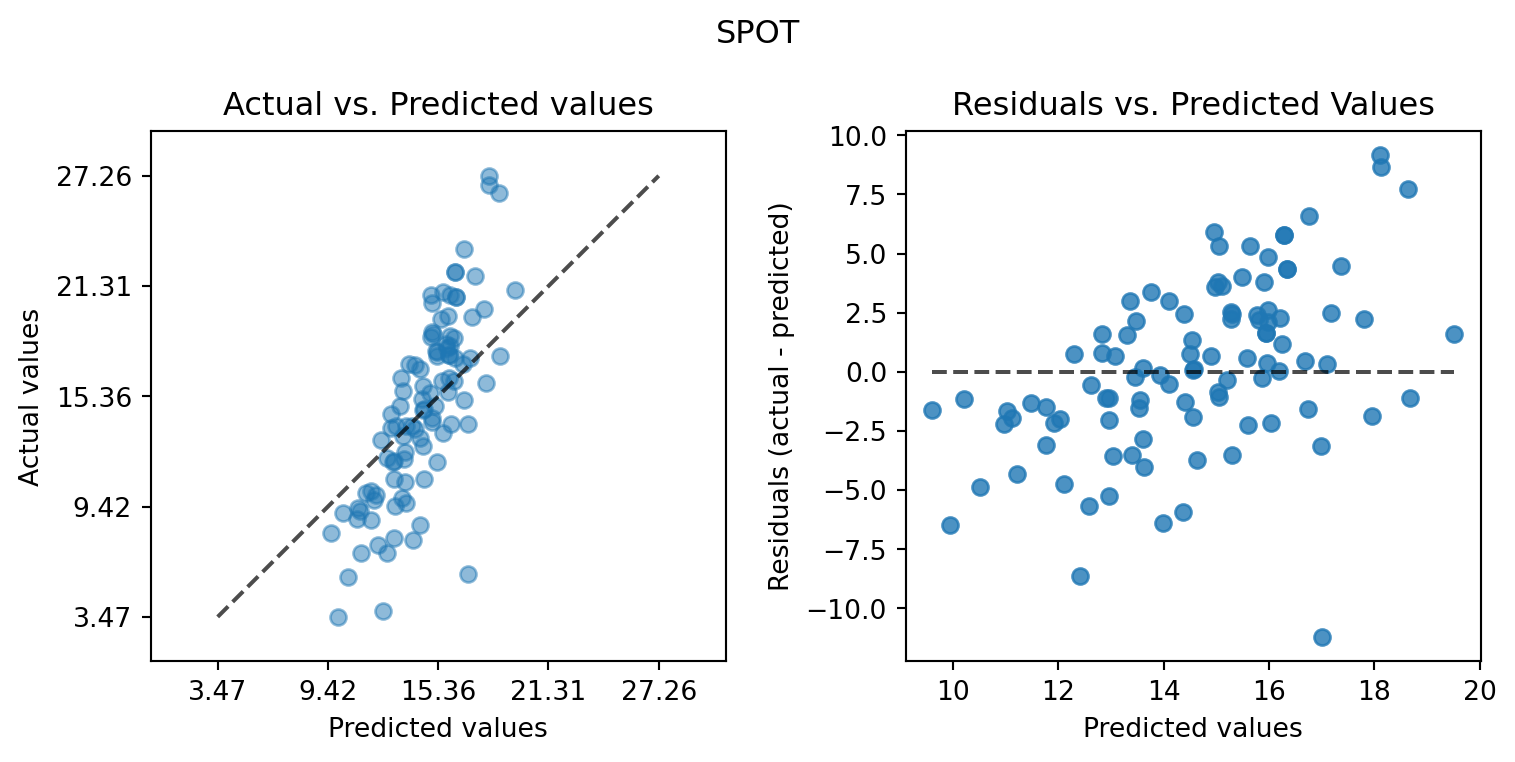 SPOT
Actual vs. Predicted values
27.26
21.31
15.36
9.42
3.47
Actual values
3.47 9.42 15.36 21.31 27.26
Predicted values
Residuals vs. Predicted Values
10.0
7.5
5.0
2.5
0.0
−2.5
−5.0
−7.5
−10.0
Residuals (actual - predicted)
10 12 14 16 18 20
Predicted values